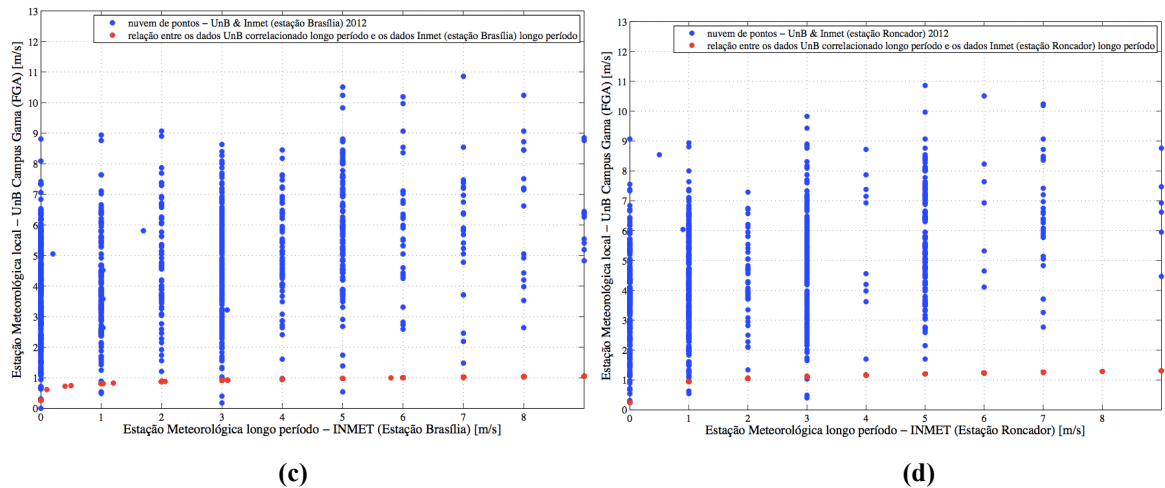 nuvem de pontos – UnB & Inmet (estação Brasília) 2012
relação entre os dados UnB correlacionado longo período e os dados Inmet (estação Brasília) longo período
Estação Meteorológica local – UnB Campus Gama (FGA) [m/s]
13
12
11
10
9
8
7
6
5
4
3
2
1
0
0 1 2 3 4 5 6 7 8
Estação Meteorológica longo período – INMET (Estação Brasília) [m/s]
(c)
nuvem de pontos – UnB & Inmet (estação Roncador) 2012
relação entre os dados UnB correlacionado longo período e os dados Inmet (estação Roncador) longo período
Estação Meteorológica local – UnB Campus Gama (FGA) [m/s]
13
12
11
10
9
8
7
6
5
4
3
2
1
0
0 1 2 3 4 5 6 7 8
Estação Meteorológica longo período – INMET (Estação Roncador) [m/s]
(d)